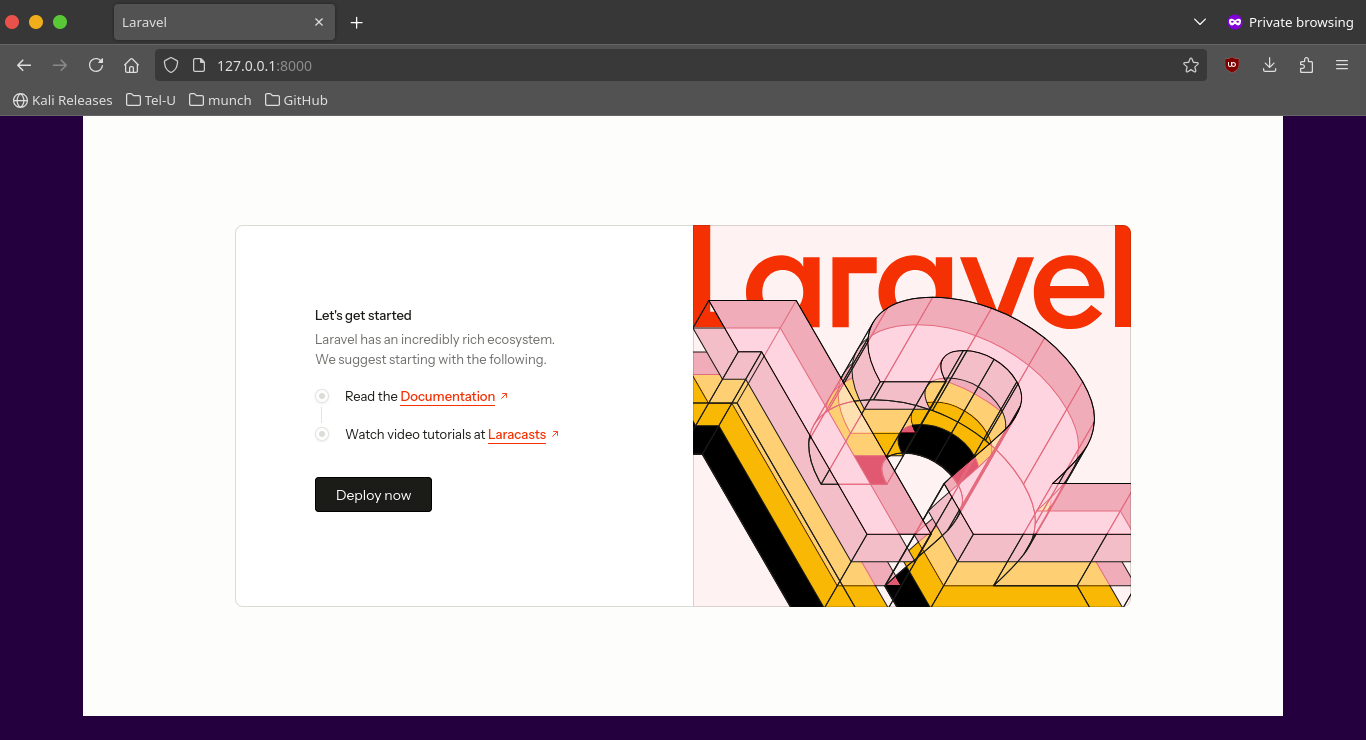 Laravel
Private browsing
127.0.0.1:8000
Kali Releases
Tel-U
munch
GitHub
Let's get started
Laravel has an incredibly rich ecosystem.
We suggest starting with the following.
Read the Documentation
Watch video tutorials at Laracasts
Deploy now
Laravel